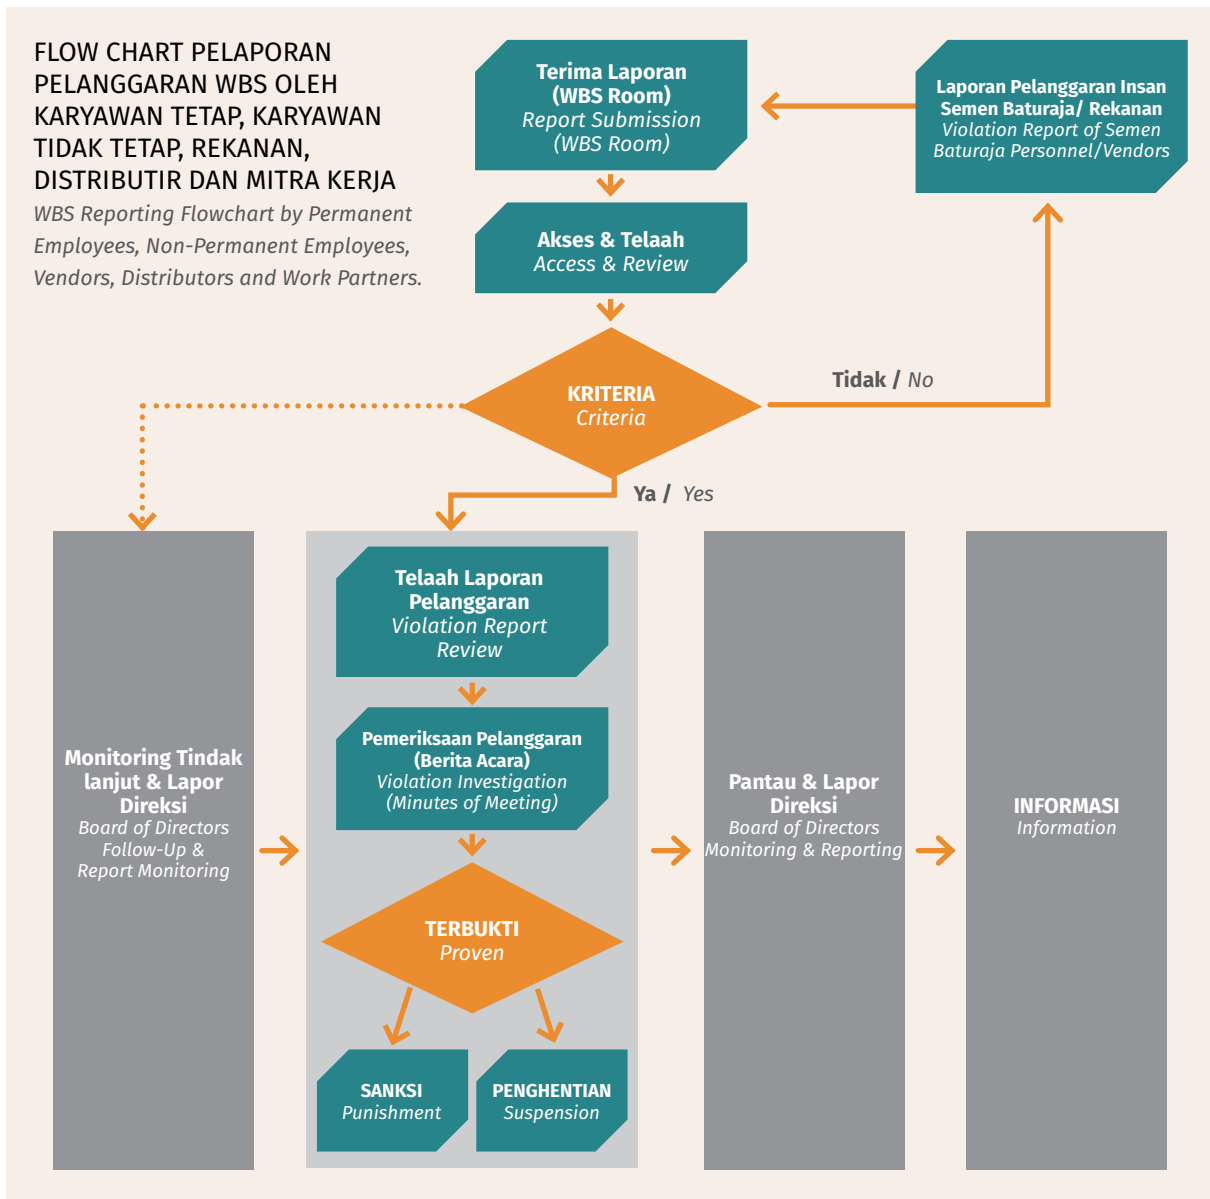 FLOW CHART PELAPORAN
PELANGGARAN WBS OLEH
KARYAWAN TETAP, KARYAWAN
TIDAK TETAP, REKANAN,
DISTRIBUTIR DAN MITRA KERJA
WBS Reporting Flowchart by Permanent
Employees, Non-Permanent Employees,
Vendors, Distributors and Work Partners.
Terima Laporan
(WBS Room)
Report Submission
(WBS Room)
Laporan Pelanggaran Insan
Semen Baturaja/ Rekanan
Violation Report of Semen
Baturaja Personnel/Vendors
Akses & Telaah
Access & Review
KRITERIA
Criteria
Tidak / No
Ya / Yes
Monitoring Tindak
lanjut & Lapor
Direksi
Board of Directors
Follow-Up &
Report Monitoring
Telaah Laporan
Pelanggaran
Violation Report
Review
Pemeriksaan Pelanggaran
(Berita Acara)
Violation Investigation
(Minutes of Meeting)
TERBUKTI
Proven
SANKSI
Punishment
PENGHENTIAN
Suspension
Pantau & Lapor
Direksi
Board of Directors
Monitoring & Reporting
INFORMASI
Information